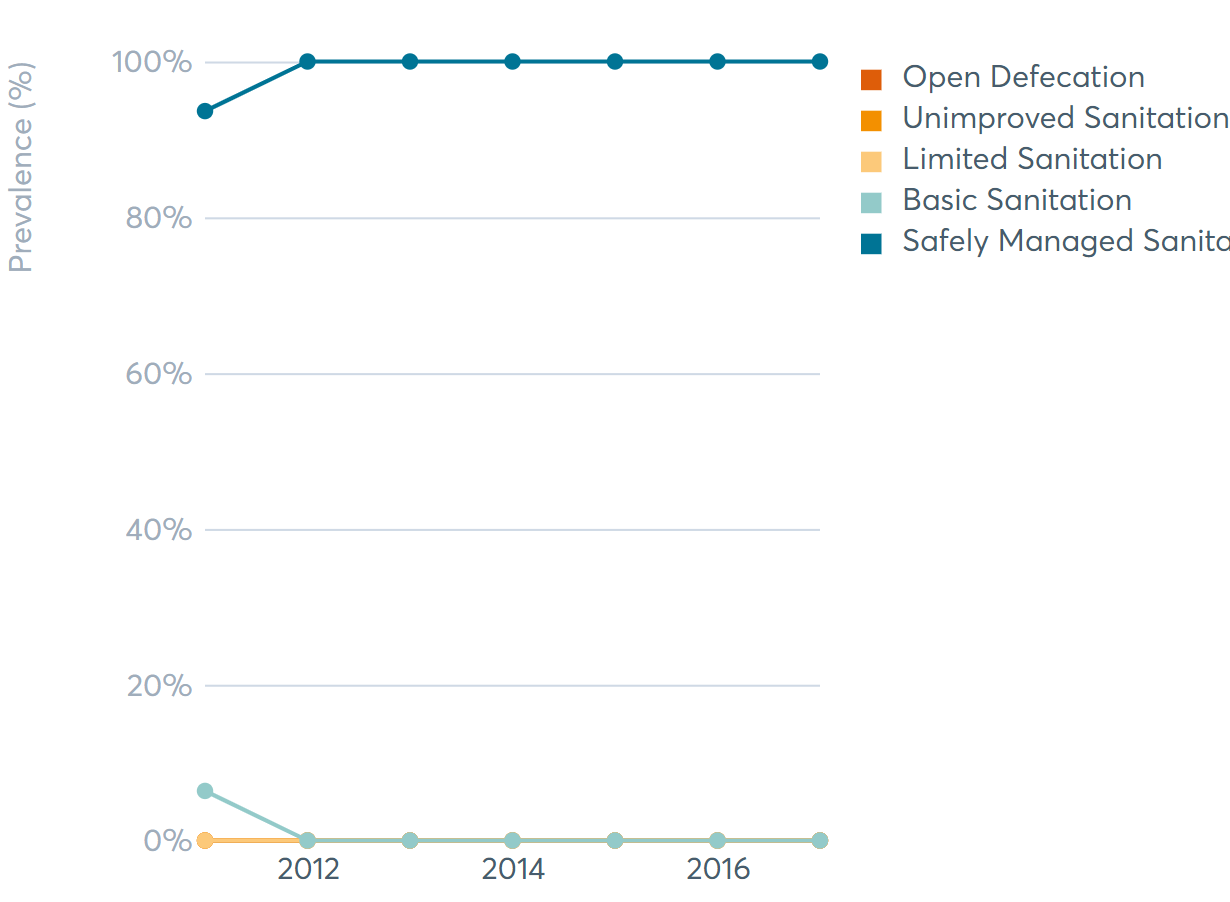 Prevalence (%)
100%
80%
60%
40%
20%
0%
2012
2014
2016
Open Defecation
Unimproved Sanitation
Limited Sanitation
Basic Sanitation
Safely Managed Sanita